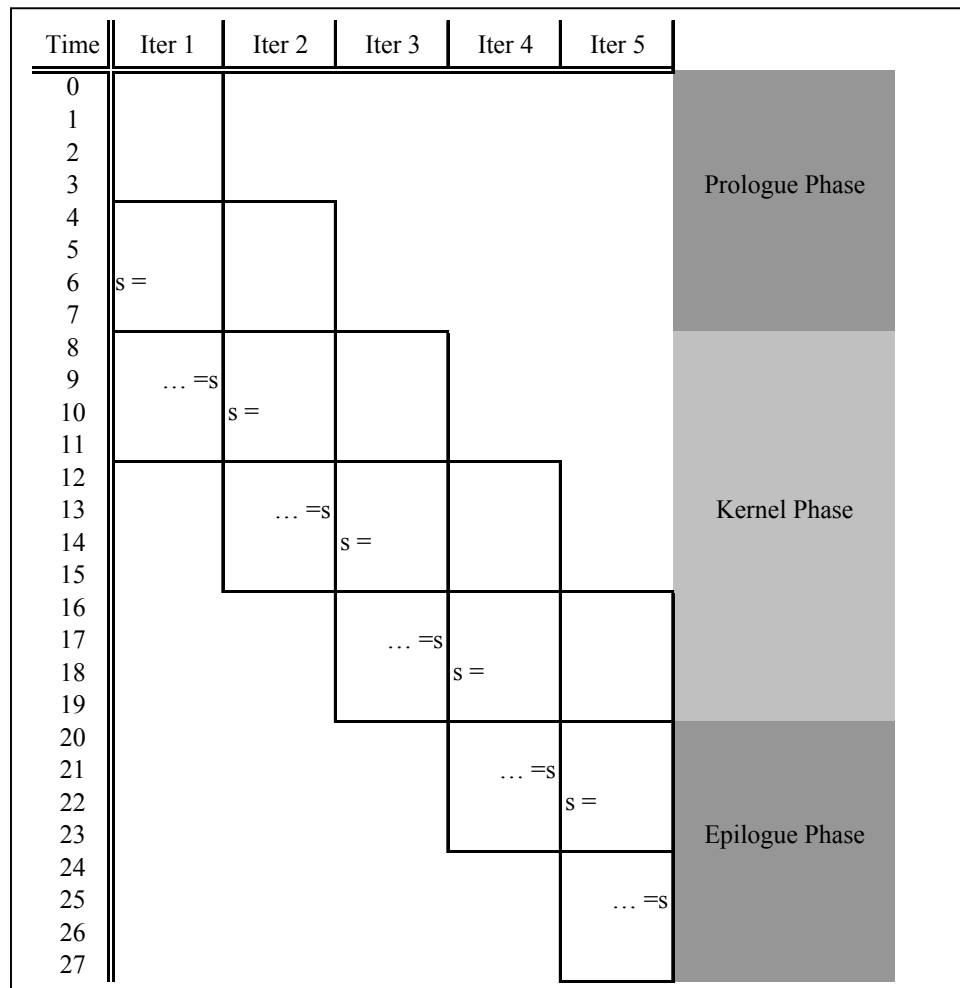 Time Iter 1 Iter 2 Iter 3 Iter 4 Iter 5
0
1
2
3 Prologue Phase
4
5
6 s =
7
8
9 … =s
10 s =
11
12
13 … =s Kernel Phase
14 s =
15
16
17 … =s
18 s =
19
20
21 … =s
22 s =
23 Epilogue Phase
24
25 … =s
26
27